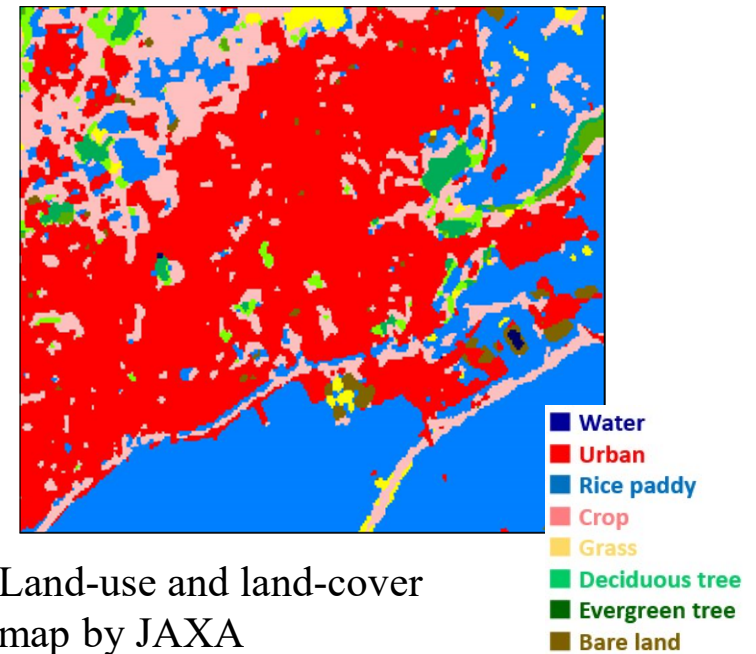 Water
Urban
Rice paddy
Crop
Grass
Deciduous tree
Evergreen tree
Bare land
Land-use and land-cover
map by JAXA